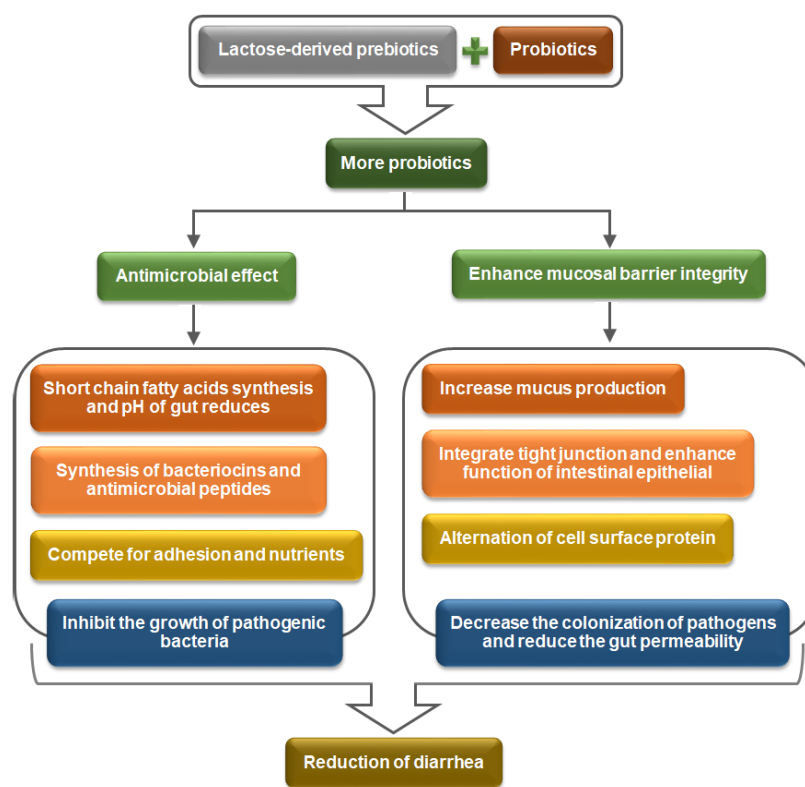 Lactose-derived prebiotics
Probiotics
More probiotics
Antimicrobial effect
Enhance mucosal barrier integrity
Short chain fatty acids synthesis
and pH of gut reduces
Synthesis of bacteriocins and
antimicrobial peptides
Compete for adhesion and nutrients
Inhibit the growth of pathogenic
bacteria
Increase mucus production
Integrate tight junction and enhance
function of intestinal epithelial
Alternation of cell surface protein
Decrease the colonization of pathogens
and reduce the gut permeability
Reduction of diarrhea